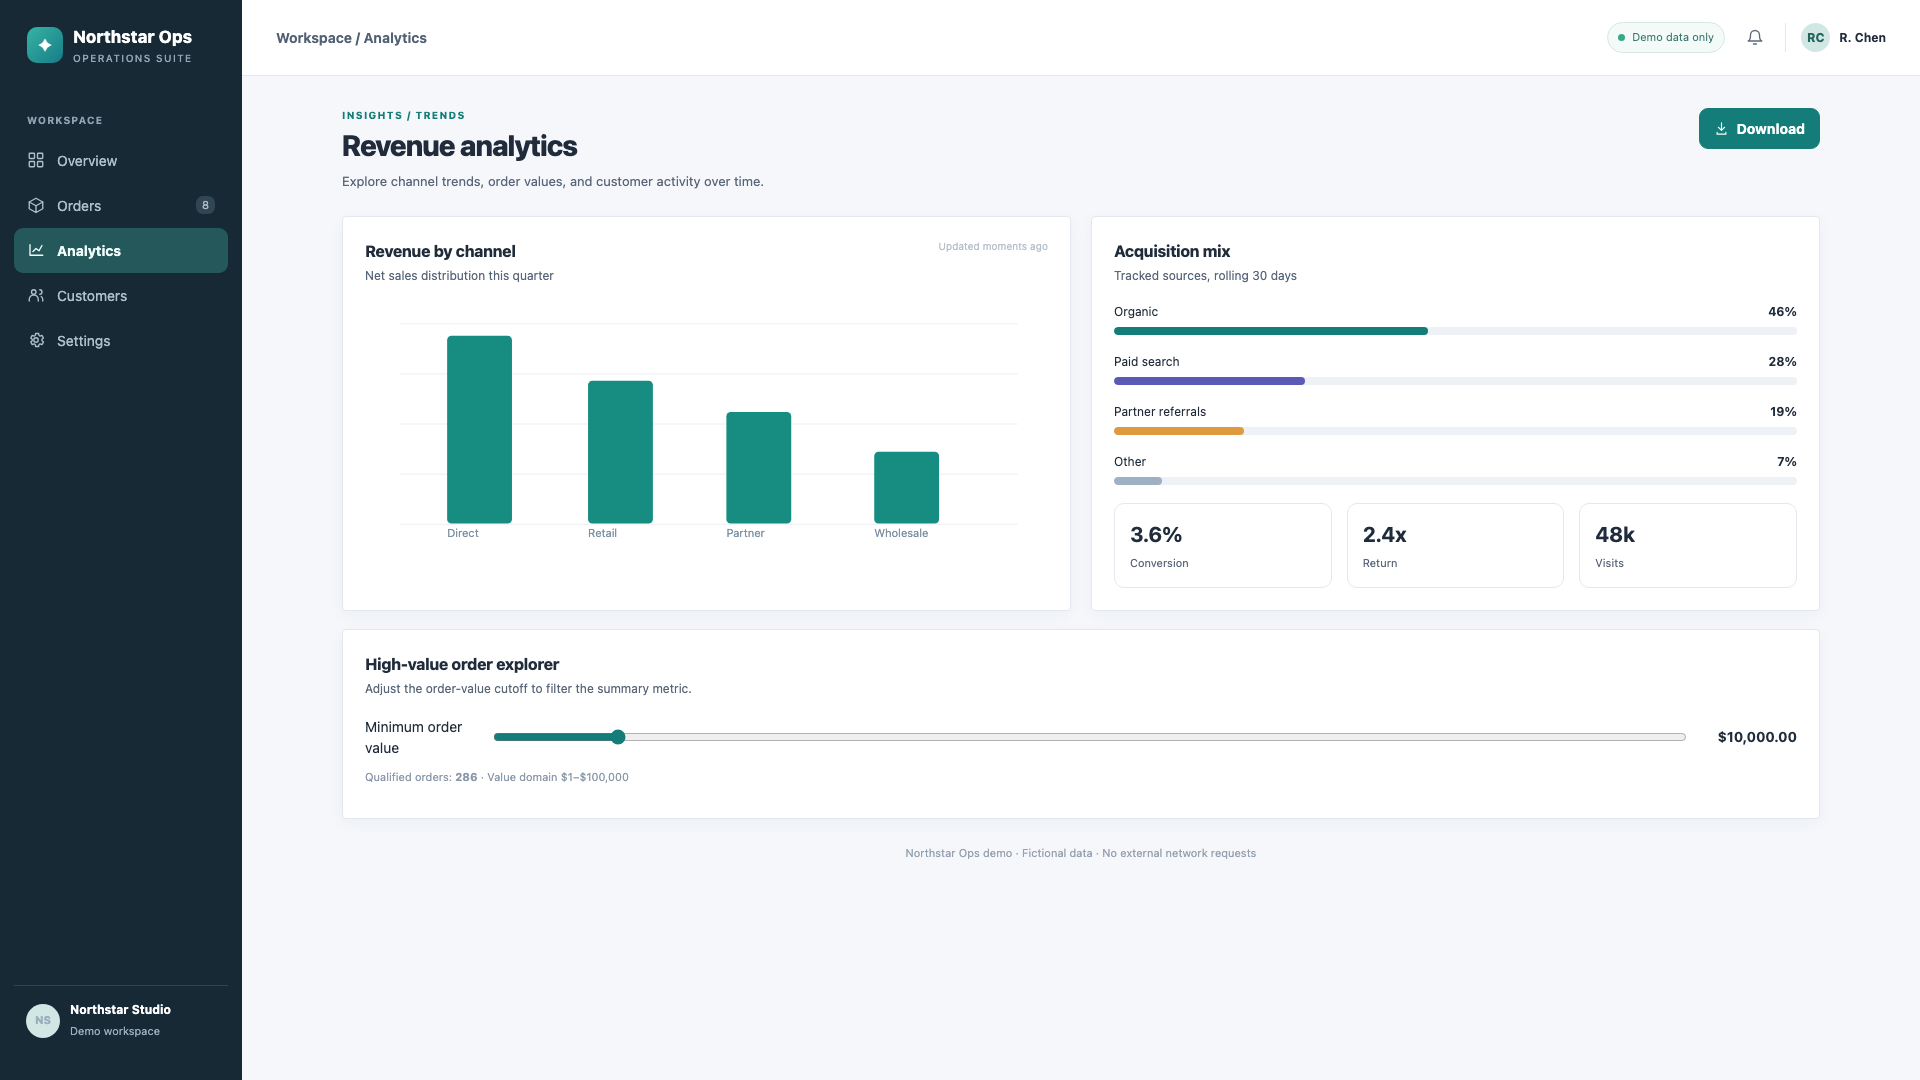 Northstar Ops
OPERATIONS SUITE
WORKSPACE
Overview
Orders 8
Analytics
Customers
Settings
NS
Northstar Studio
Demo workspace
Workspace / Analytics
Demo data only
RC R. Chen
INSIGHTS / TRENDS
Revenue analytics
Explore channel trends, order values, and customer activity over time.
Download
Revenue by channel
Updated moments ago
Net sales distribution this quarter
Direct Retail Partner Wholesale
Acquisition mix
Tracked sources, rolling 30 days
Organic 46%
Paid search 28%
Partner referrals 19%
Other 7%
3.6%
Conversion
2.4x
Return
48k
Visits
High-value order explorer
Adjust the order-value cutoff to filter the summary metric.
Minimum order
value
$10,000.00
Qualified orders: 286 · Value domain $1–$100,000
Northstar Ops demo · Fictional data · No external network requests